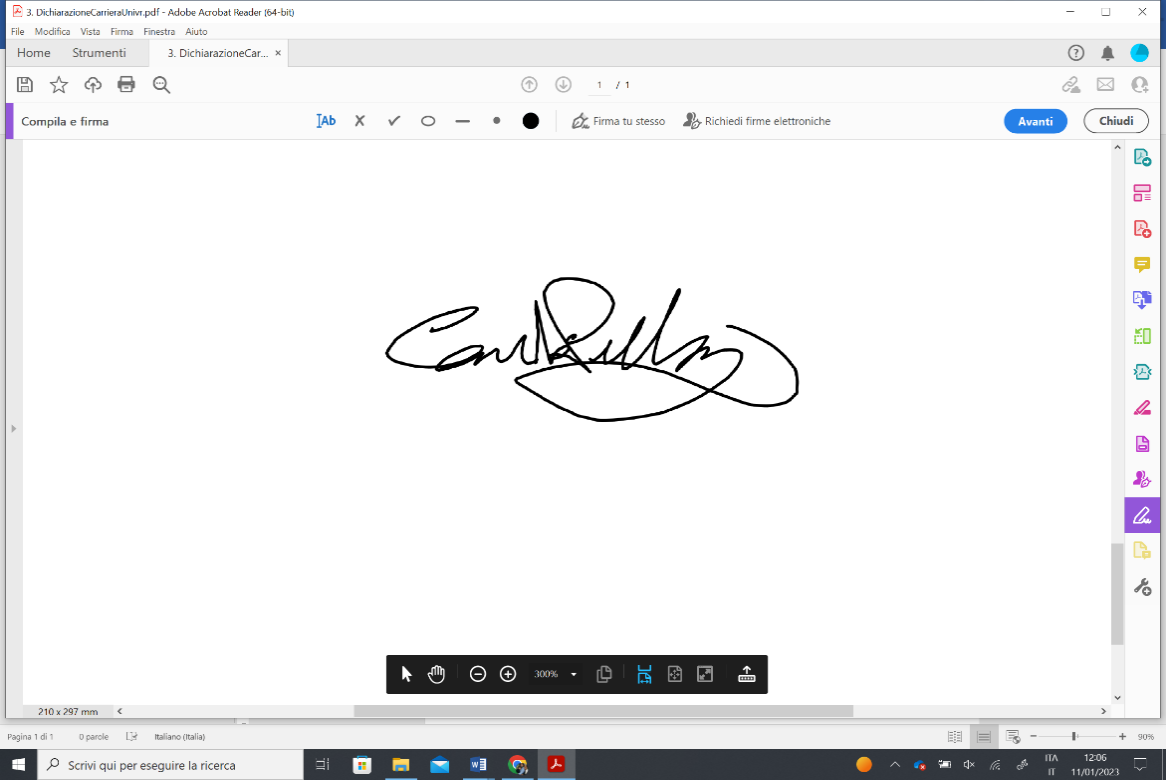 3. DichiarazioneCarrieraUnivr.pdf - Adobe Acrobat Reader (64-bit)
File Modifica Vista Firma Finestra Aiuto
Home Strumenti 3. DichiarazioneCar... ×
1 / 1
Compila e firma Ab Firma tu stesso Richiedi firme elettroniche Avanti Chiudi
300%
210 x 297 mm
Pagina 1 di 1 0 parole Italiano (Italia) 90%
Scrivi qui per eseguire la ricerca
ITA 12:06
IT 11/01/2023